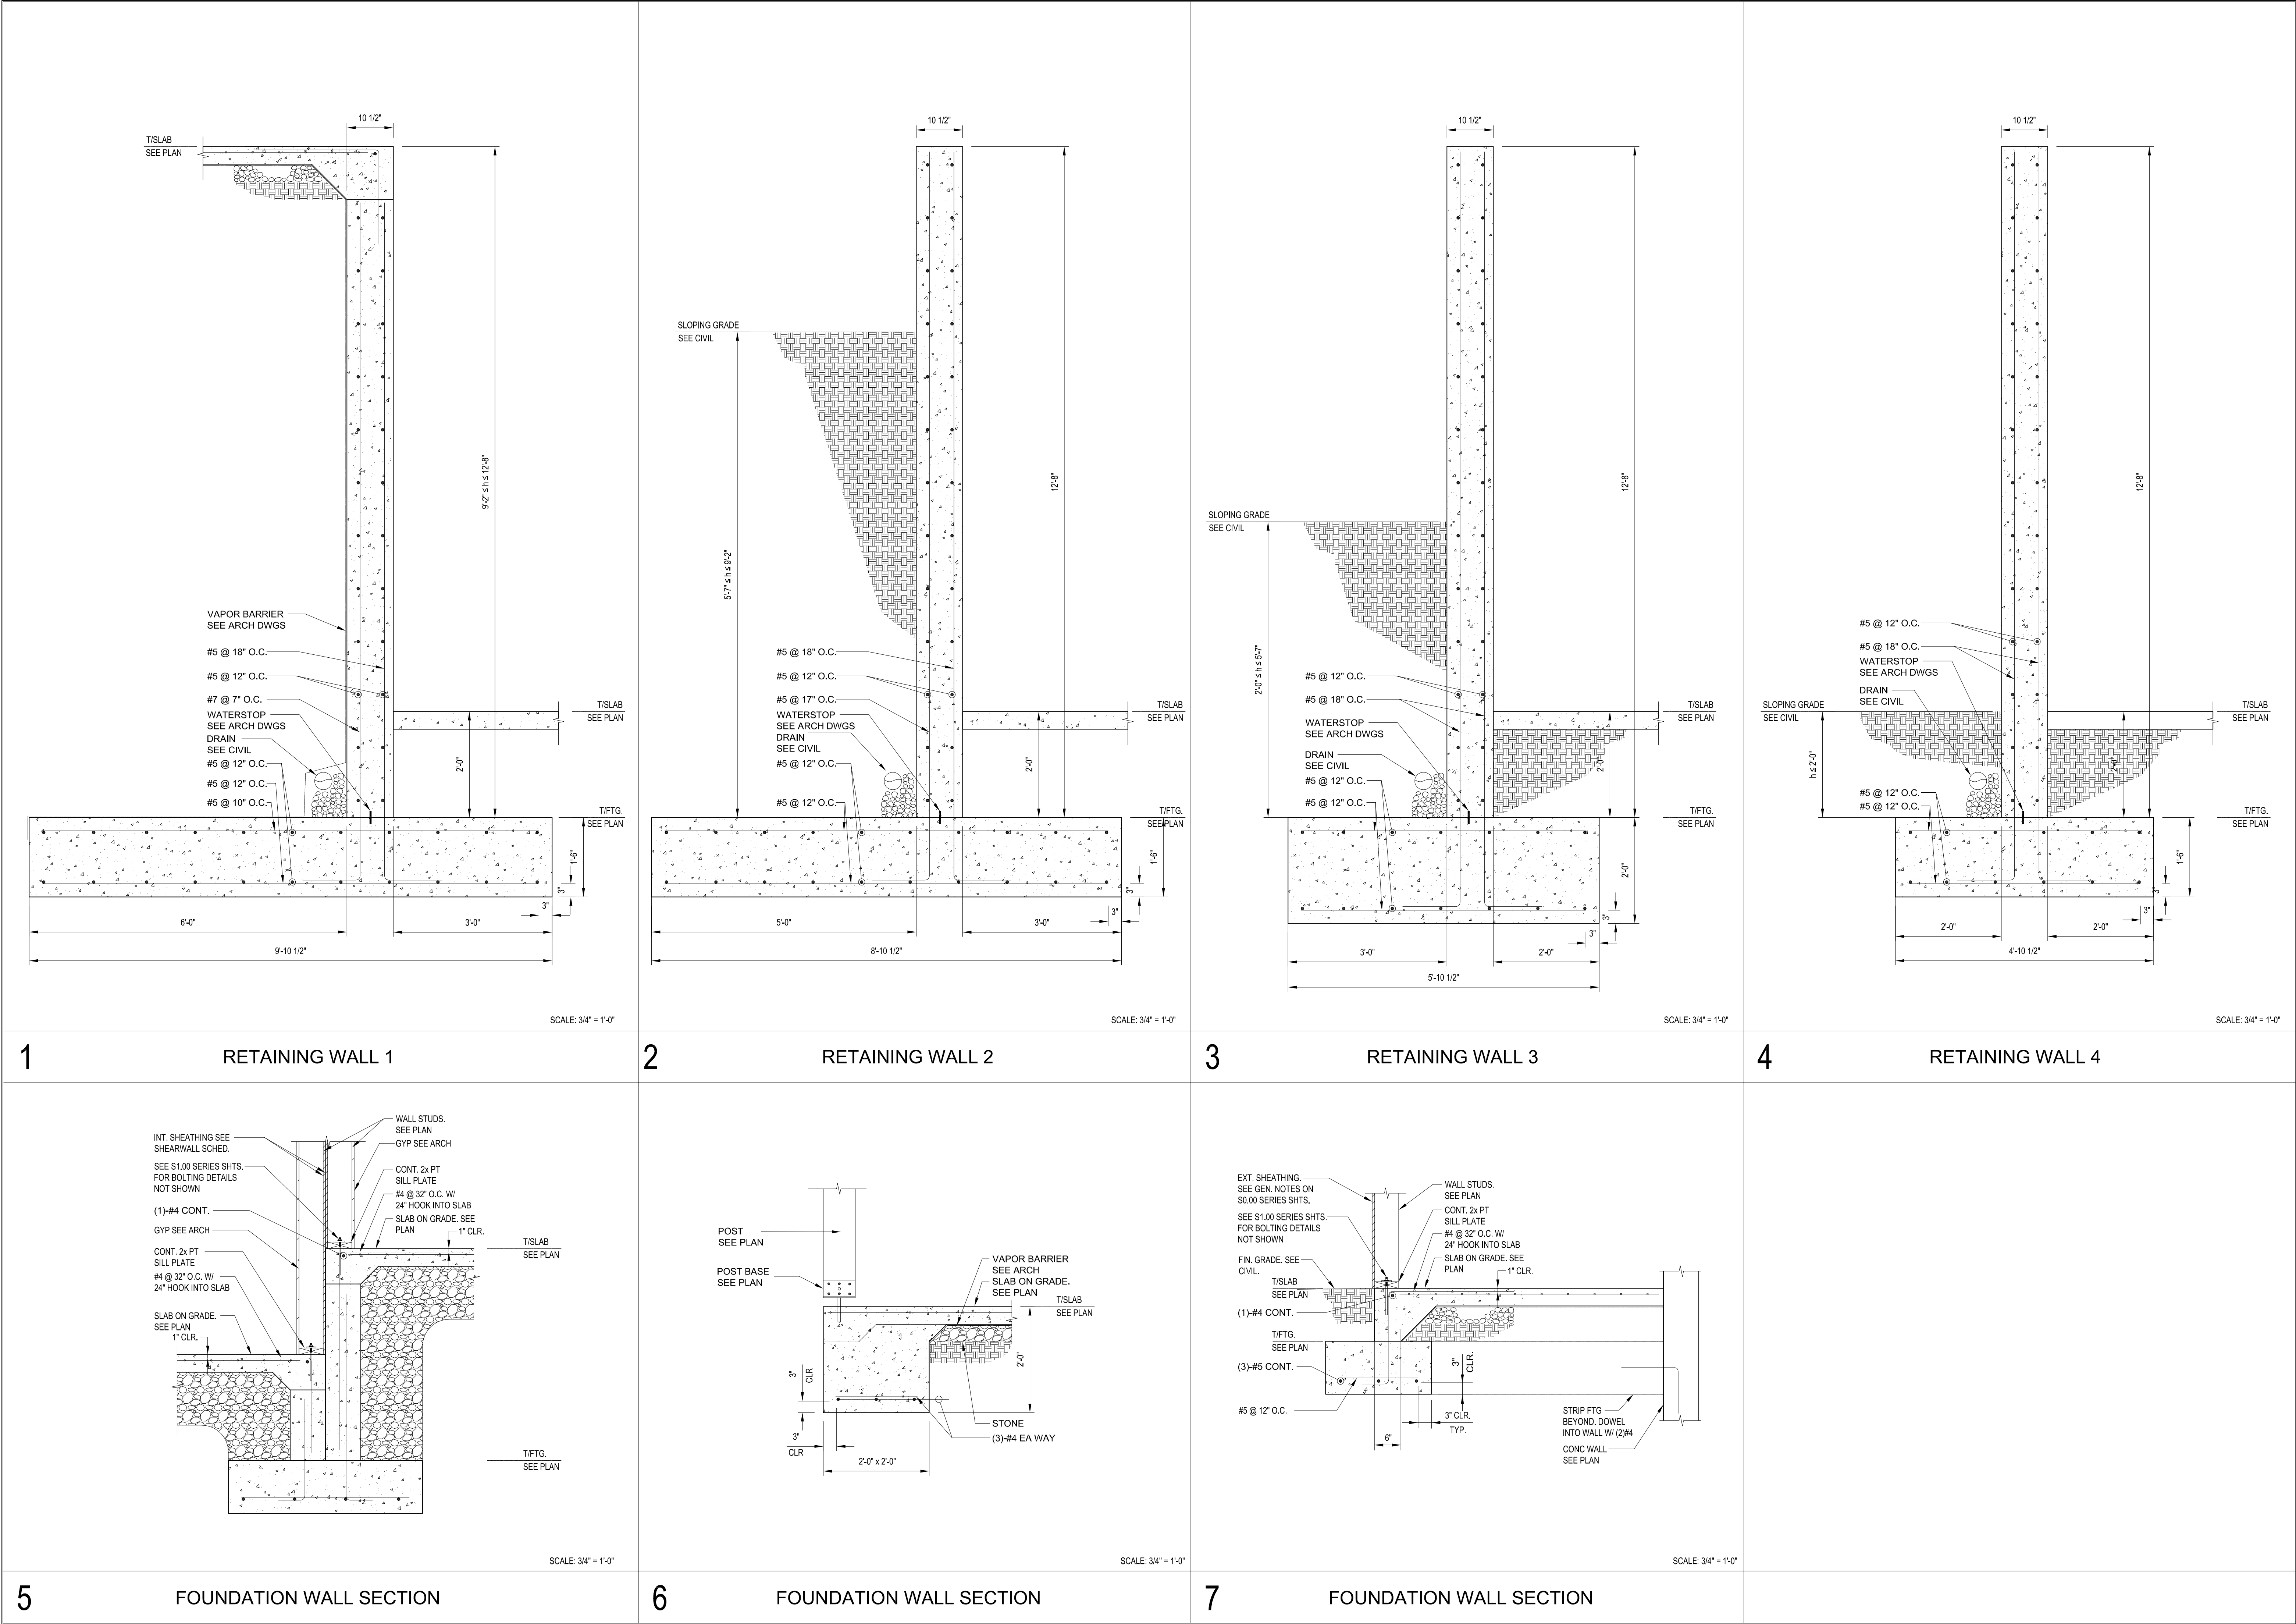 10 1/2"
T/SLAB
SEE PLAN
9'-2" ≤ h ≤ 12'-8"
VAPOR BARRIER
SEE ARCH DWGS
#5 @ 18" O.C.
#5 @ 12" O.C.
#7 @ 7" O.C.
WATERSTOP
SEE ARCH DWGS
DRAIN
SEE CIVIL
#5 @ 12" O.C.
#5 @ 12" O.C.
#5 @ 10" O.C.
T/SLAB
SEE PLAN
2'-0"
T/FTG.
SEE PLAN
1'-6"
3"
3"
6'-0"
3'-0"
9'-10 1/2"
SCALE: 3/4" = 1'-0"
1
RETAINING WALL 1
10 1/2"
SLOPING GRADE
SEE CIVIL
12'-8"
5'-7" ≤ h ≤ 9'-2"
#5 @ 18" O.C.
#5 @ 12" O.C.
#5 @ 17" O.C.
WATERSTOP
SEE ARCH DWGS
DRAIN
SEE CIVIL
#5 @ 12" O.C.
#5 @ 12" O.C.
T/SLAB
SEE PLAN
2'-0"
T/FTG.
SEE PLAN
1'-6"
3"
3"
5'-0"
3'-0"
8'-10 1/2"
SCALE: 3/4" = 1'-0"
2
RETAINING WALL 2
10 1/2"
12'-8"
SLOPING GRADE
SEE CIVIL
2'-0" ≤ h ≤ 5'-7"
#5 @ 12" O.C.
#5 @ 18" O.C.
WATERSTOP
SEE ARCH DWGS
DRAIN
SEE CIVIL
#5 @ 12" O.C.
#5 @ 12" O.C.
T/SLAB
SEE PLAN
2'-0"
T/FTG.
SEE PLAN
2'-0"
3"
3"
3'-0"
2'-0"
5'-10 1/2"
SCALE: 3/4" = 1'-0"
3
RETAINING WALL 3
10 1/2"
12'-8"
#5 @ 12" O.C.
#5 @ 18" O.C.
WATERSTOP
SEE ARCH DWGS
DRAIN
SEE CIVIL
SLOPING GRADE
SEE CIVIL
h ≤ 2'-0"
#5 @ 12" O.C.
#5 @ 12" O.C.
T/SLAB
SEE PLAN
2'-0"
T/FTG.
SEE PLAN
1'-6"
3"
3"
2'-0"
2'-0"
4'-10 1/2"
SCALE: 3/4" = 1'-0"
4
RETAINING WALL 4
INT. SHEATHING SEE
SHEARWALL SCHED.
SEE S1.00 SERIES SHTS.
FOR BOLTING DETAILS
NOT SHOWN
(1)-#4 CONT.
GYP SEE ARCH
CONT. 2x PT
SILL PLATE
#4 @ 32" O.C. W/
24" HOOK INTO SLAB
SLAB ON GRADE.
SEE PLAN
1" CLR.
WALL STUDS.
SEE PLAN
GYP SEE ARCH
CONT. 2x PT
SILL PLATE
#4 @ 32" O.C. W/
24" HOOK INTO SLAB
SLAB ON GRADE. SEE
PLAN
1" CLR.
T/SLAB
SEE PLAN
T/FTG.
SEE PLAN
SCALE: 3/4" = 1'-0"
5
FOUNDATION WALL SECTION
POST
SEE PLAN
POST BASE
SEE PLAN
VAPOR BARRIER
SEE ARCH
SLAB ON GRADE.
SEE PLAN
T/SLAB
SEE PLAN
2'-0"
3"
CLR
3"
CLR
2'-0" x 2'-0"
STONE
(3)-#4 EA WAY
SCALE: 3/4" = 1'-0"
6
FOUNDATION WALL SECTION
EXT. SHEATHING.
SEE GEN. NOTES ON
S0.00 SERIES SHTS.
SEE S1.00 SERIES SHTS.
FOR BOLTING DETAILS
NOT SHOWN
FIN. GRADE. SEE
CIVIL.
T/SLAB
SEE PLAN
(1)-#4 CONT.
T/FTG.
SEE PLAN
(3)-#5 CONT.
#5 @ 12" O.C.
WALL STUDS.
SEE PLAN
CONT. 2x PT
SILL PLATE
#4 @ 32" O.C. W/
24" HOOK INTO SLAB
SLAB ON GRADE. SEE
PLAN
1" CLR.
3"
CLR.
3" CLR.
TYP.
6"
STRIP FTG
BEYOND. DOWEL
INTO WALL W/ (2)#4
CONC WALL
SEE PLAN
SCALE: 3/4" = 1'-0"
7
FOUNDATION WALL SECTION